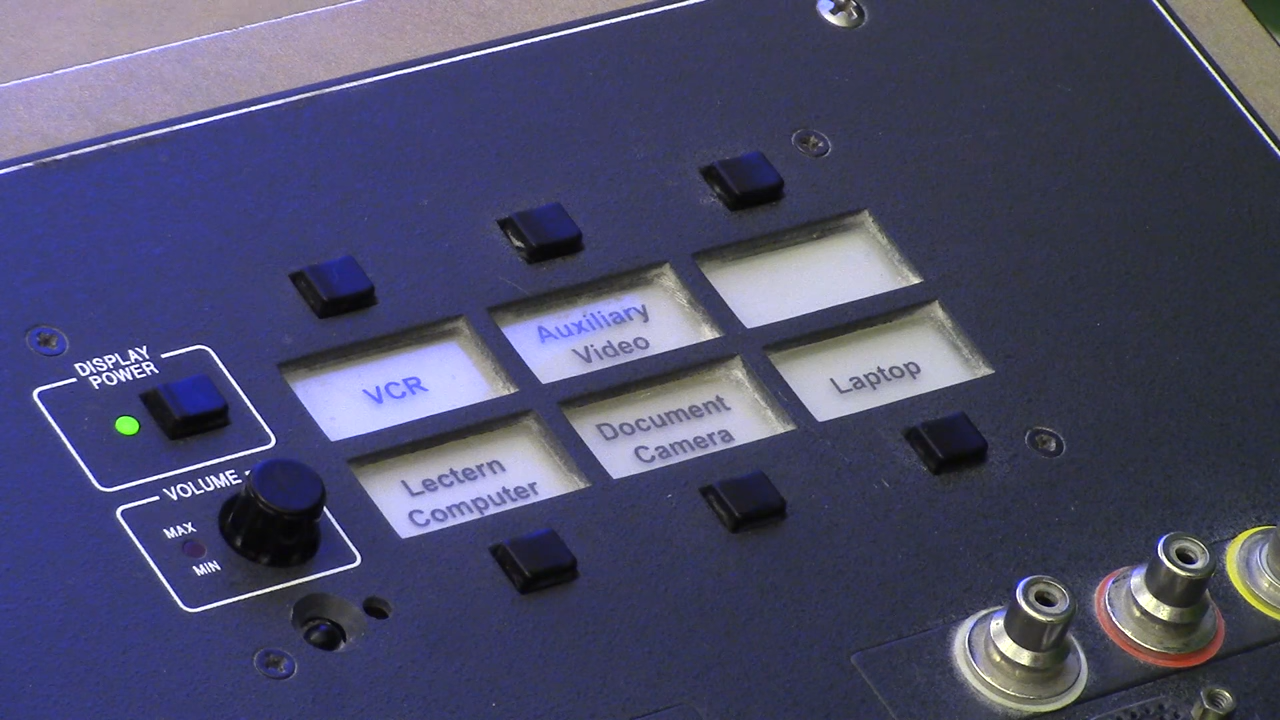 DISPLAY
POWER
VOLUME
MAX
MIN
VCR
Auxiliary
Video
Lectern
Computer
Document
Camera
Laptop